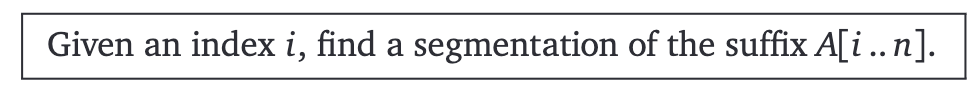 Given an index i, find a segmentation of the suffix A[i .. n].